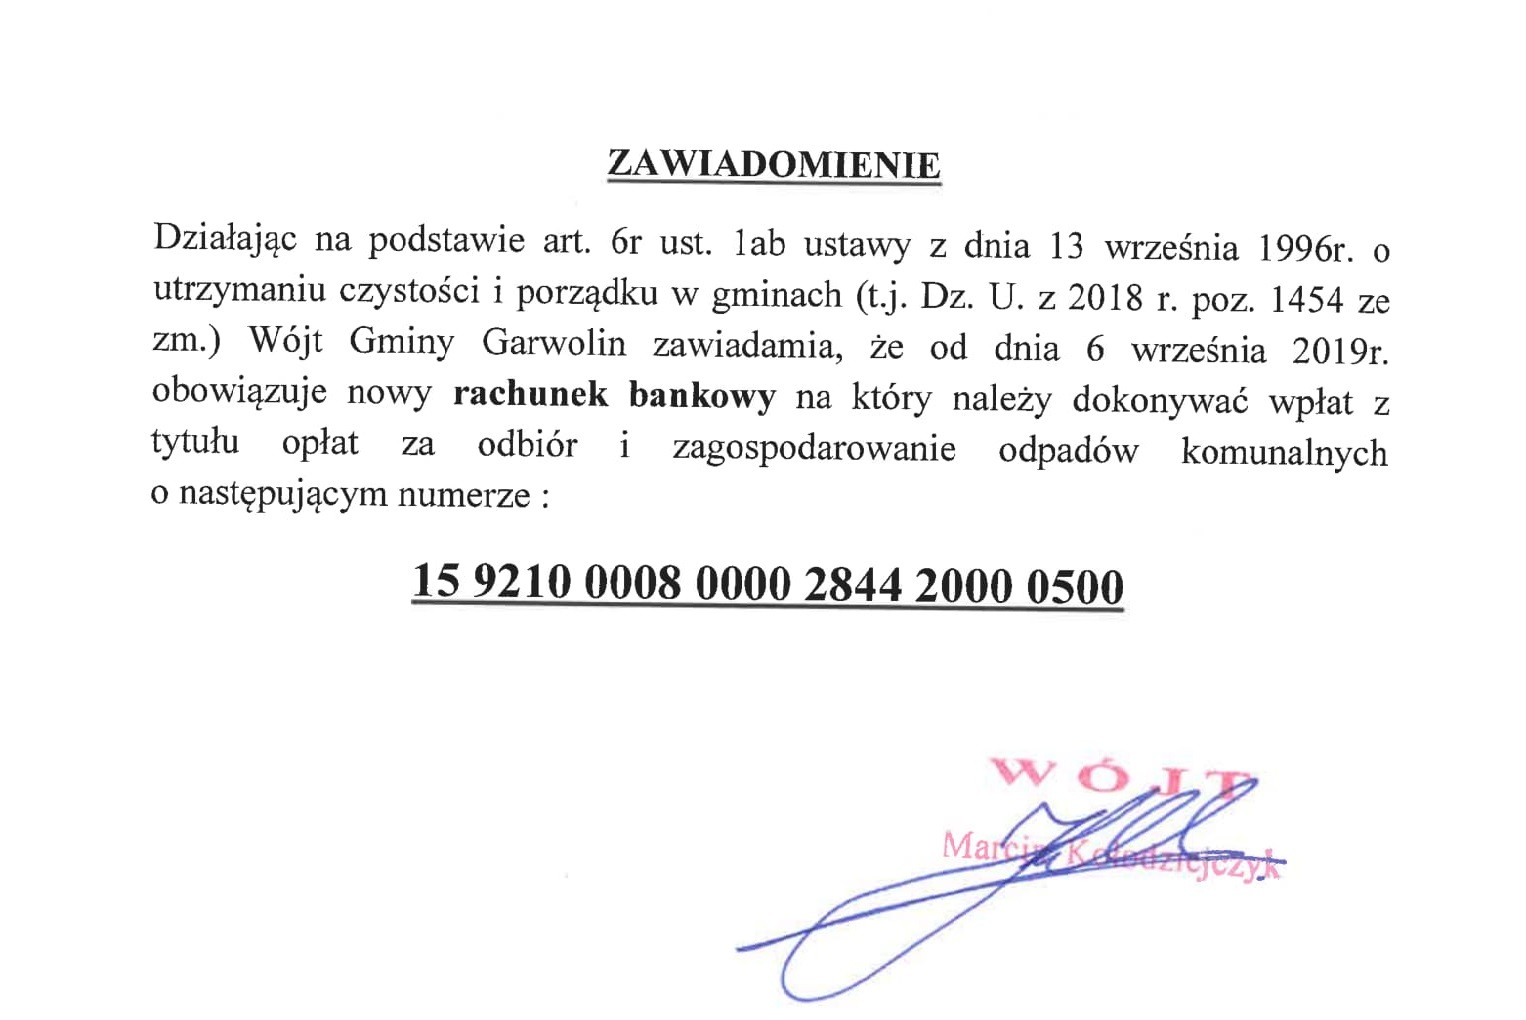 ZAWIADOMIENIE
Działając na podstawie art. 6r ust. 1ab ustawy z dnia 13 września 1996r. o
utrzymaniu czystości i porządku w gminach (t.j. Dz. U. z 2018 r. poz. 1454 ze
zm.) Wójt Gminy Garwolin zawiadamia, że od dnia 6 września 2019r.
obowiązuje nowy rachunek bankowy na który należy dokonywać wpłat z
tytułu opłat za odbiór i zagospodarowanie odpadów komunalnych
o następującym numerze :
15 9210 0008 0000 2844 2000 0500
WÓJT
Marcin Kołodziejczyk